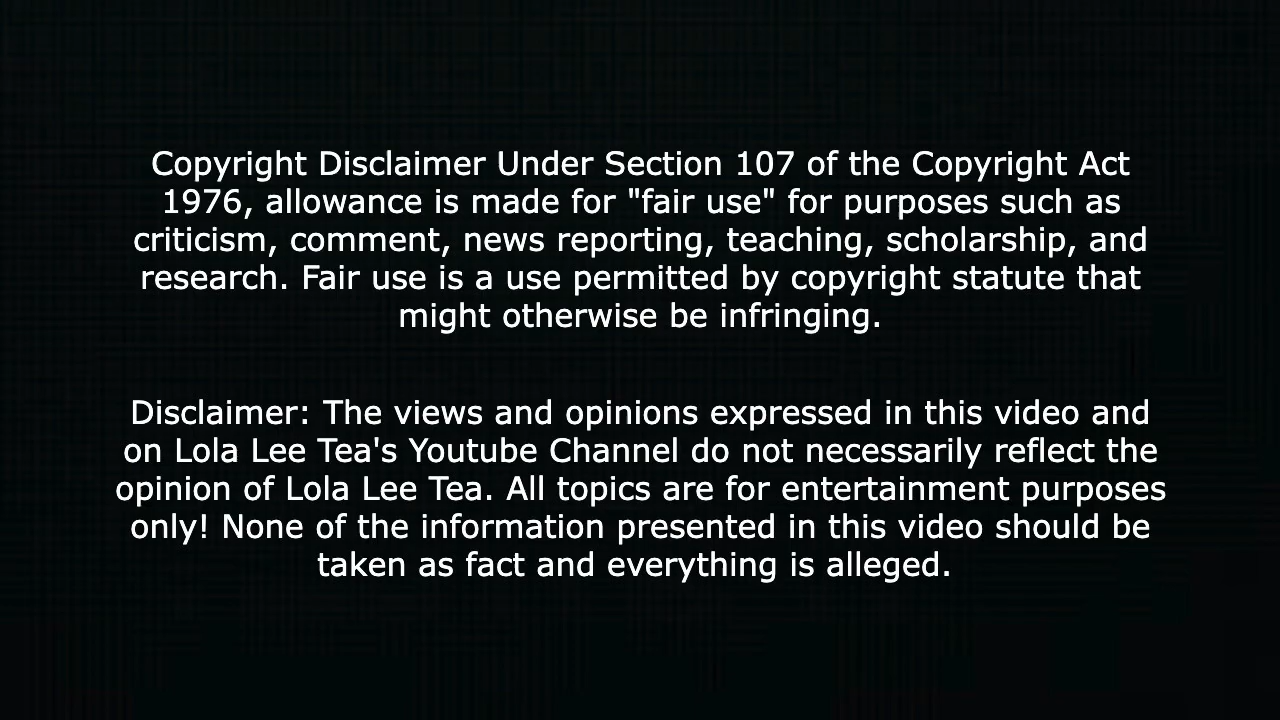 Copyright Disclaimer Under Section 107 of the Copyright Act
1976, allowance is made for "fair use" for purposes such as
criticism, comment, news reporting, teaching, scholarship, and
research. Fair use is a use permitted by copyright statute that
might otherwise be infringing.
Disclaimer: The views and opinions expressed in this video and
on Lola Lee Tea's Youtube Channel do not necessarily reflect the
opinion of Lola Lee Tea. All topics are for entertainment purposes
only! None of the information presented in this video should be
taken as fact and everything is alleged.